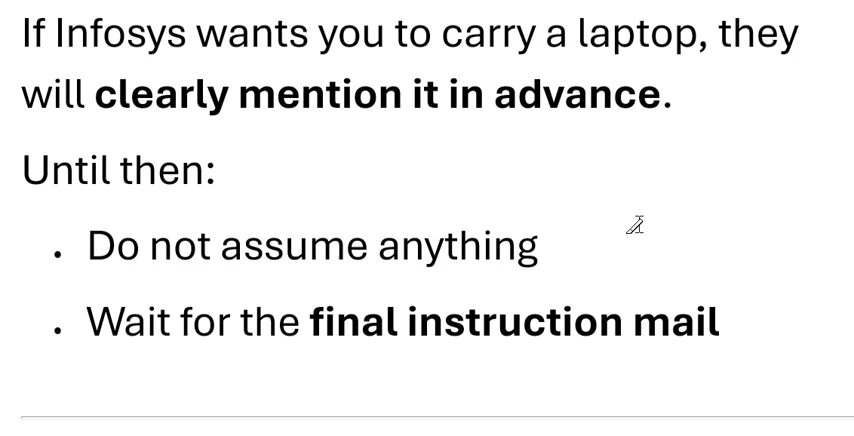 If Infosys wants you to carry a laptop, they
will clearly mention it in advance.
Until then:
• Do not assume anything
• Wait for the final instruction mail